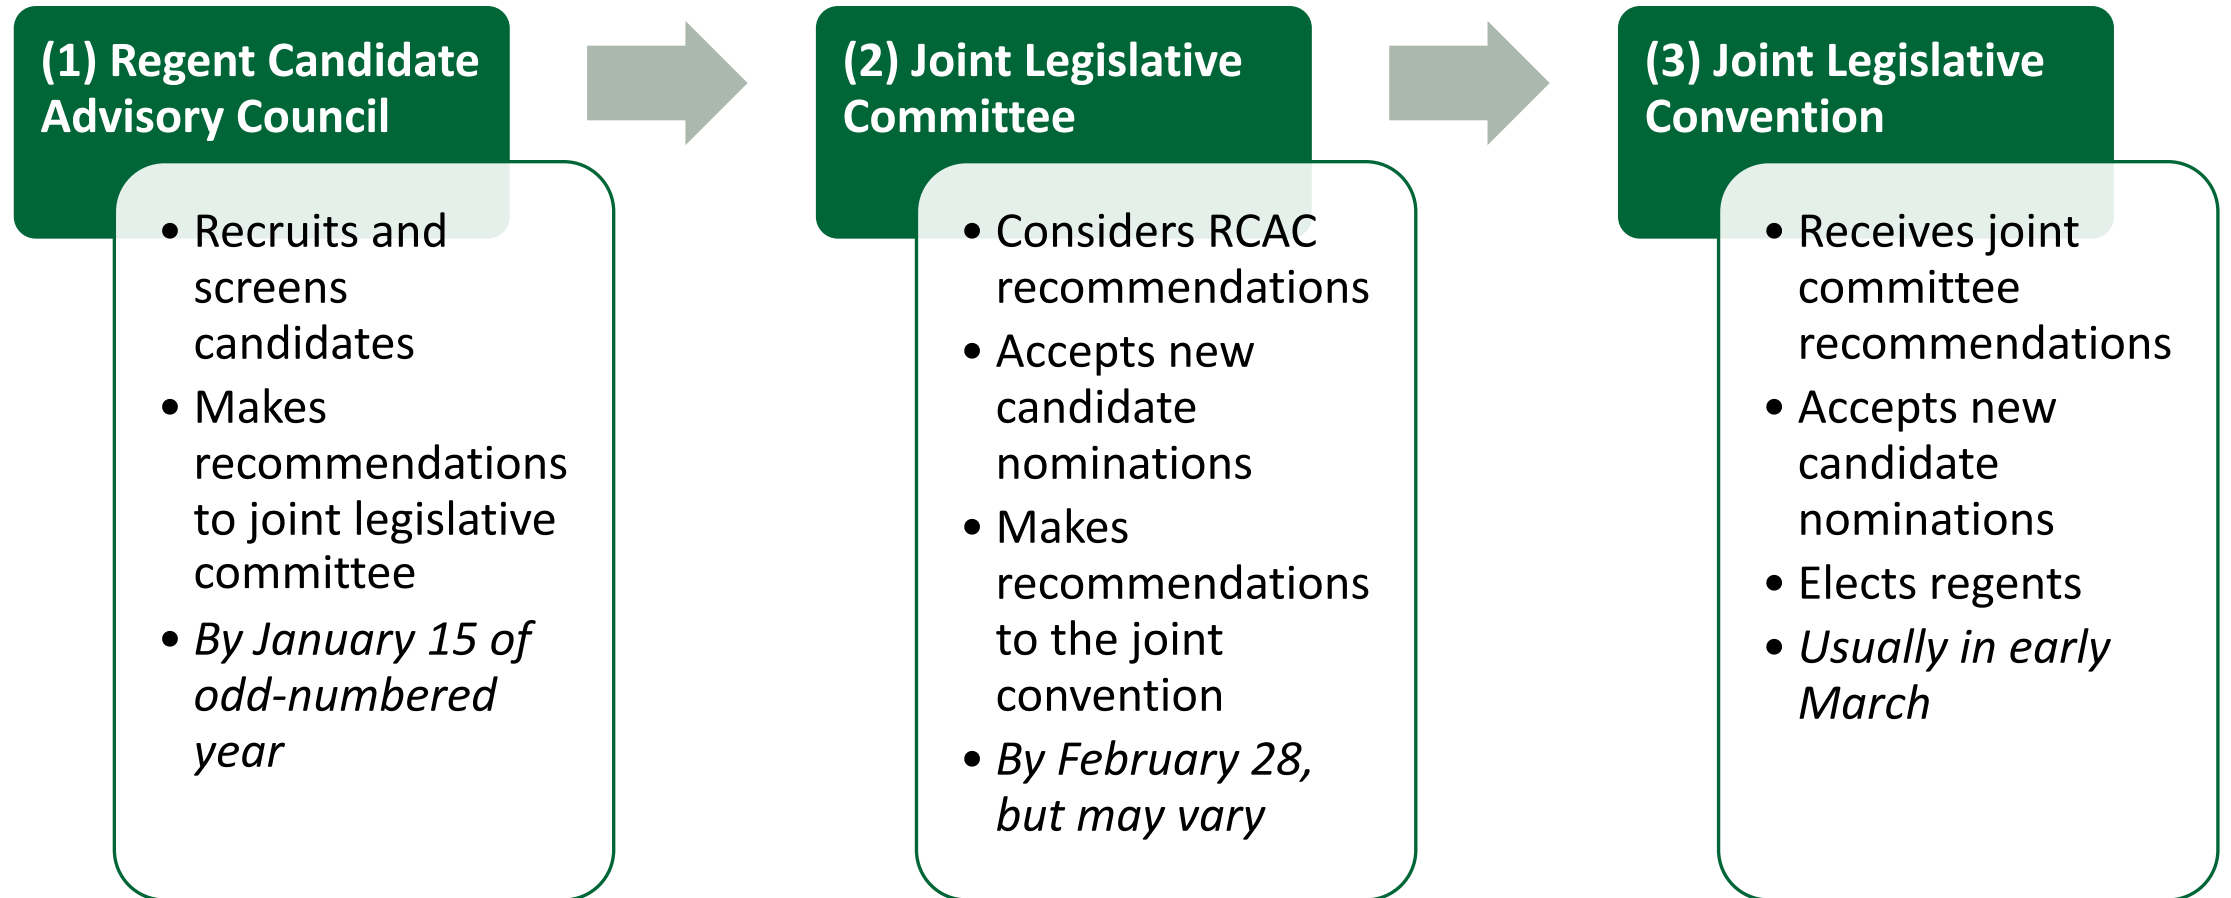 (1) Regent Candidate
Advisory Council
• Recruits and
screens
candidates
• Makes
recommendations
to joint legislative
committee
• By January 15 of
odd-numbered
year
(2) Joint Legislative
Committee
• Considers RCAC
recommendations
• Accepts new
candidate
nominations
• Makes
recommendations
to the joint
convention
• By February 28,
but may vary
(3) Joint Legislative
Convention
• Receives joint
committee
recommendations
• Accepts new
candidate
nominations
• Elects regents
• Usually in early
March